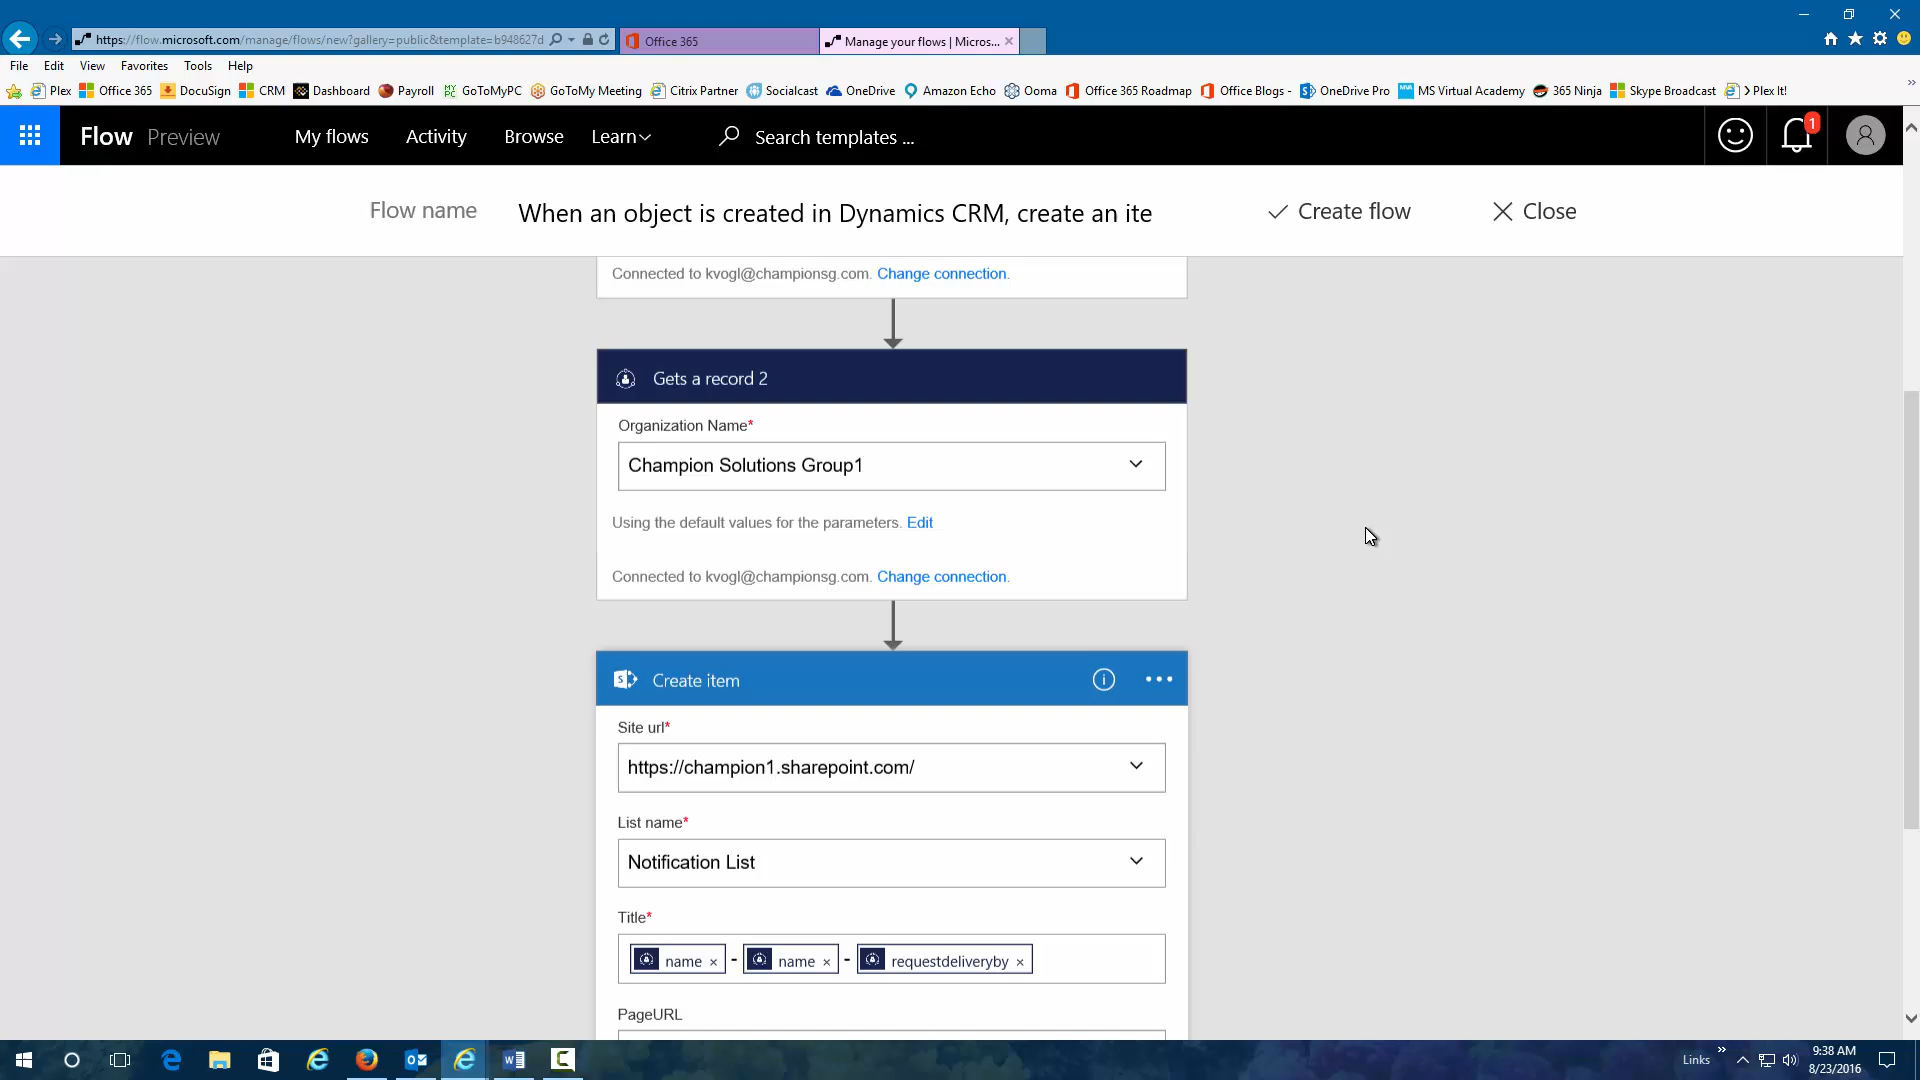 https://flow.microsoft.com/manage/flows/new?gallery=public&template=b948627d
Office 365
Manage your flows | Micros...
File Edit View Favorites Tools Help
Plex Office 365 DocuSign CRM Dashboard Payroll GoToMyPC GoToMy Meeting Citrix Partner Socialcast OneDrive Amazon Echo Ooma Office 365 Roadmap Office Blogs - OneDrive Pro MS Virtual Academy 365 Ninja Skype Broadcast > Plex It!
Flow Preview My flows Activity Browse Learn Search templates ... 1
Flow name When an object is created in Dynamics CRM, create an ite Create flow Close
Connected to kvogl@championsg.com. Change connection.
Gets a record 2
Organization Name*
Champion Solutions Group1
Using the default values for the parameters. Edit
Connected to kvogl@championsg.com. Change connection.
Create item
Site url*
https://champion1.sharepoint.com/
List name*
Notification List
Title*
name × - name × - requestdeliveryby ×
PageURL
Links
9:38 AM
8/23/2016